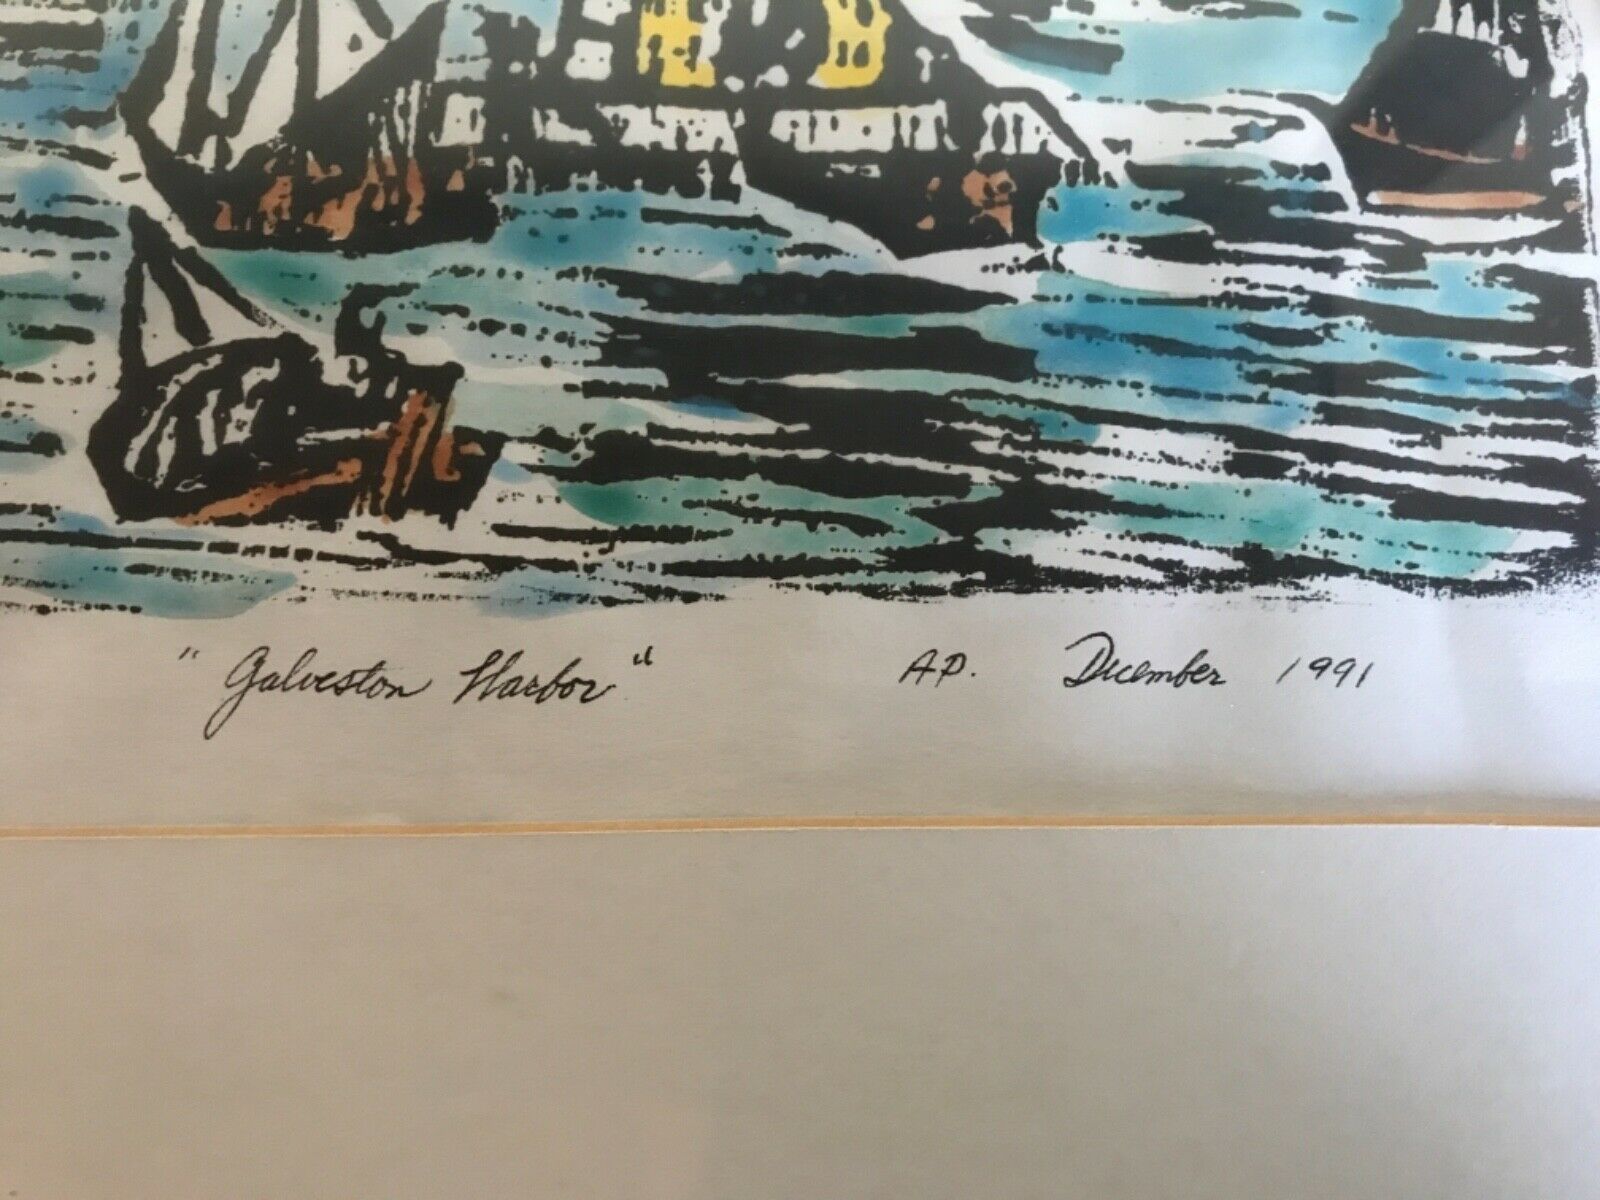 "Galveston Harbor" A.P. December 1991